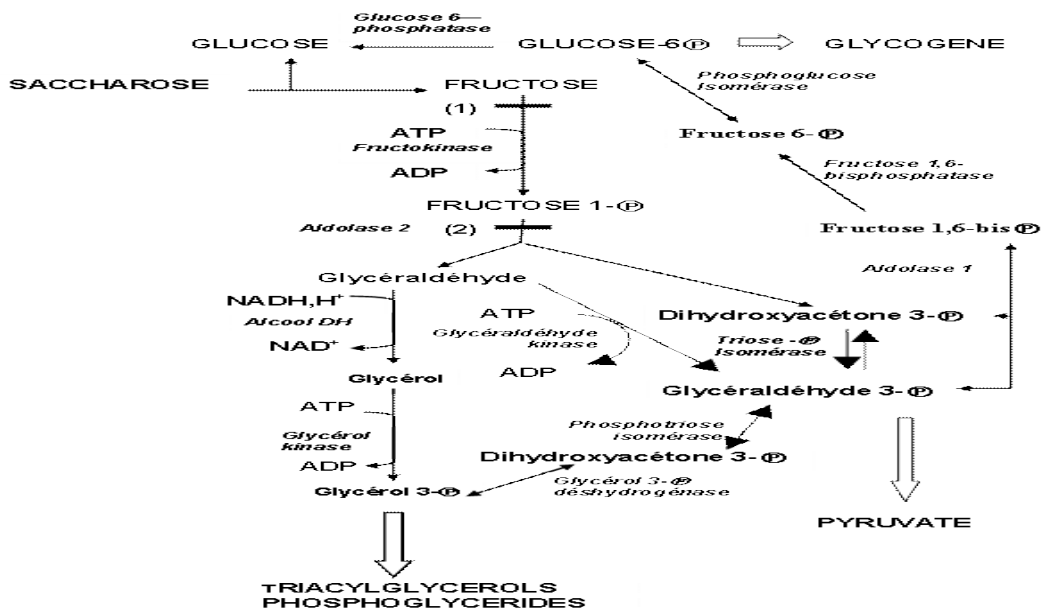 Glucose 6-
phosphatase
GLUCOSE
GLUCOSE-6Ⓟ
GLYCOGENE
SACCHAROSE
FRUCTOSE
Phosphoglucose
isomérase
(1)
ATP
Fructokinase
ADP
Fructose 6-Ⓟ
Fructose 1,6-
bisphosphatase
FRUCTOSE 1-Ⓟ
Aldolase 2
(2)
Fructose 1,6-bisⓅ
Aldolase 1
Glycéraldéhyde
NADH,H⁺
Alcool DH
NAD⁺
ATP
Glycéraldéhyde
kinase
ADP
Dihydroxyacétone 3-Ⓟ
Triose -Ⓟ
isomérase
Glycérol
Glycéraldéhyde 3-Ⓟ
ATP
Glycérol
kinase
ADP
Phosphotriose
isomérase
Dihydroxyacétone 3-Ⓟ
Glycérol 3-Ⓟ
Glycérol 3-Ⓟ
déshydrogénase
PYRUVATE
TRIACYLGLYCEROLS
PHOSPHOGLYCERIDES